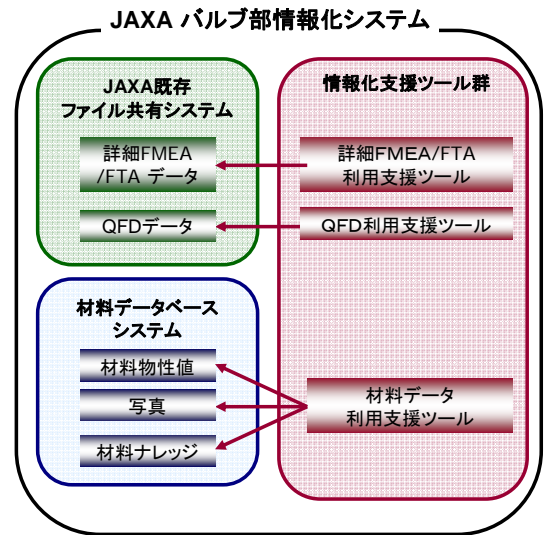 JAXA バルブ部情報化システム
JAXA既存
ファイル共有システム
詳細FMEA
/FTA データ
QFDデータ
材料データベース
システム
材料物性値
写真
材料ナレッジ
情報化支援ツール群
詳細FMEA/FTA
利用支援ツール
QFD利用支援ツール
材料データ
利用支援ツール